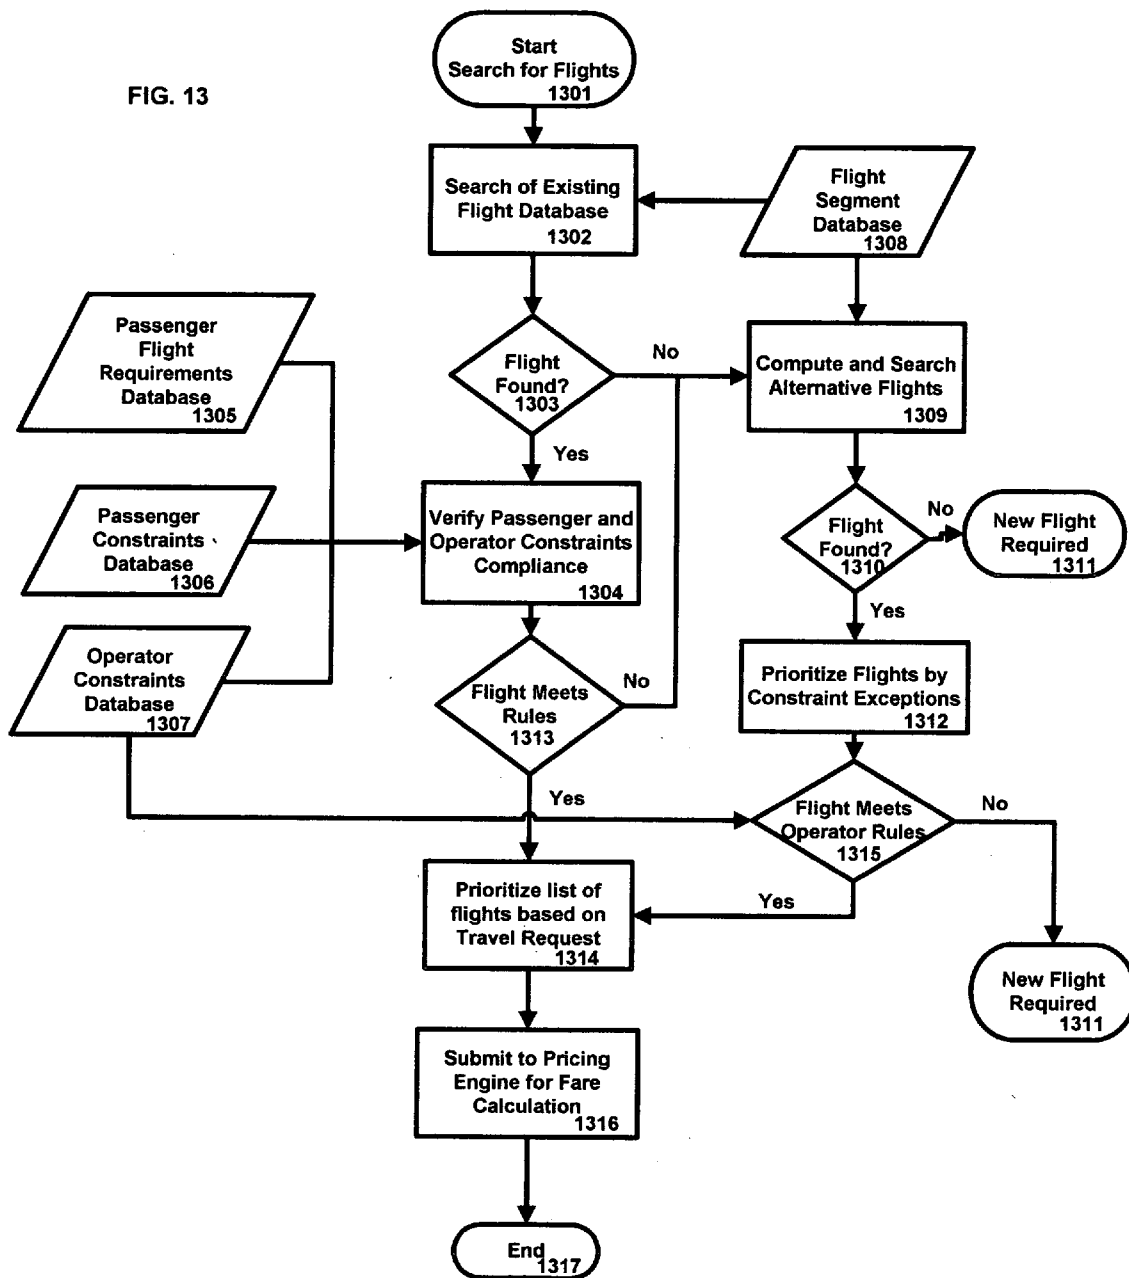 Start
Search for Flights
1301
FIG. 13
Search of Existing
Flight Database
1302
Flight
Segment
Database
1308
Passenger
Flight
Requirements
Database
1305
Flight
Found?
1303
No
Compute and Search
Alternative Flights
1309
Yes
Passenger
Constraints
Database
1306
Verify Passenger and
Operator Constraints
Compliance
1304
Flight
Found?
1310
No
New Flight
Required
1311
Yes
Operator
Constraints
Database
1307
Flight Meets
Rules
1313
No
Prioritize Flights by
Constraint Exceptions
1312
Yes
Flight Meets
Operator Rules
1315
No
Yes
Prioritize list of
flights based on
Travel Request
1314
New Flight
Required
1311
Submit to Pricing
Engine for Fare
Calculation
1316
End
1317